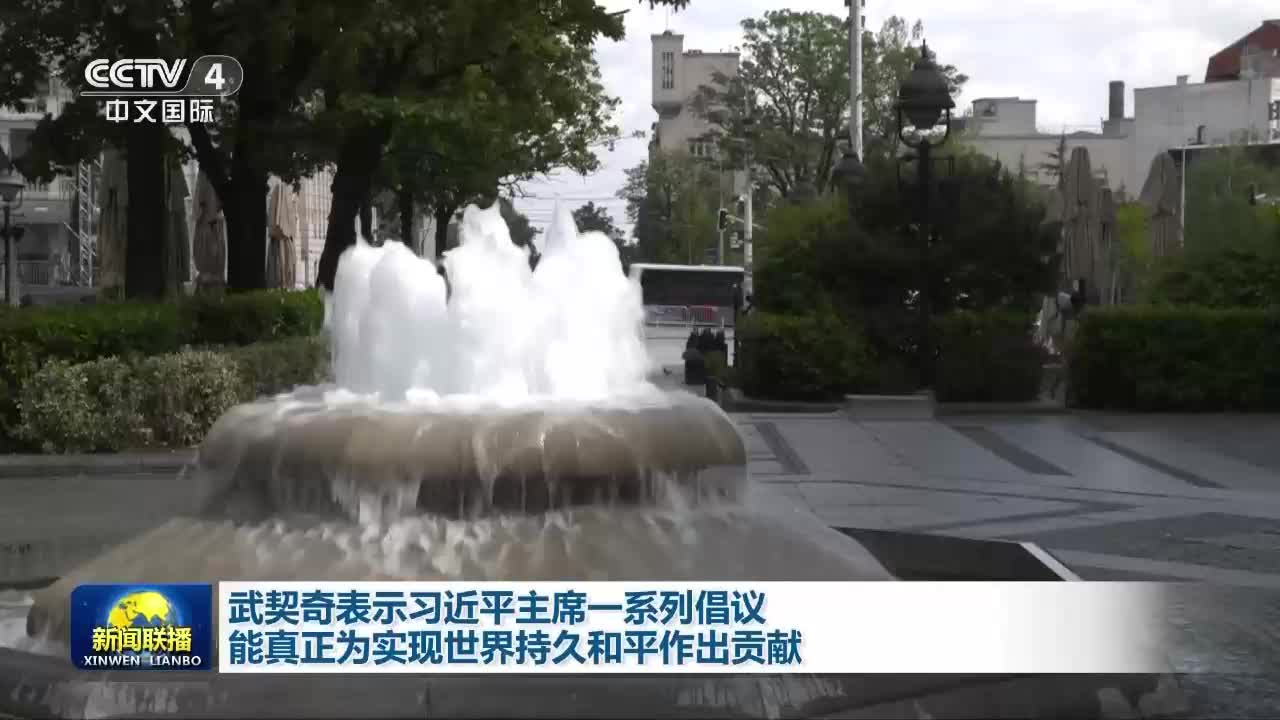 CCTV 4
中文国际
武契奇表示习近平主席一系列倡议
能真正为实现世界持久和平作出贡献
新闻联播
XINWEN LIANBO